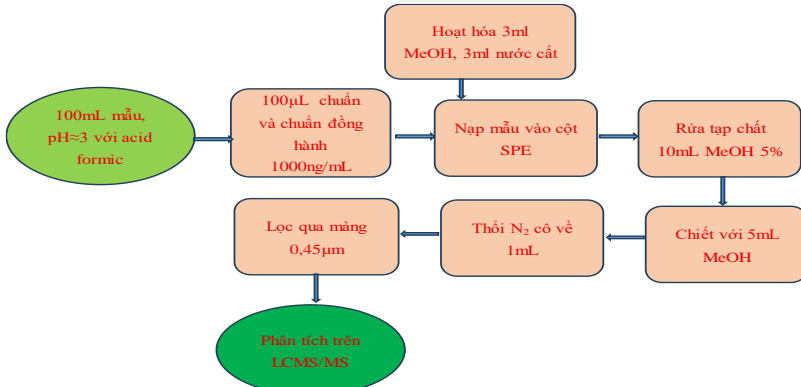 Hoạt hóa 3ml
MeOH, 3ml nước cất
100mL mẫu,
pH≈3 với acid
formic
100µL chuẩn
và chuẩn đồng
hành
1000ng/mL
Nạp mẫu vào cột
SPE
Rửa tạp chất
10mL MeOH 5%
Chiết với 5mL
MeOH
Thổi N₂ cô về
1mL
Lọc qua màng
0,45µm
Phân tích trên
LCMS/MS